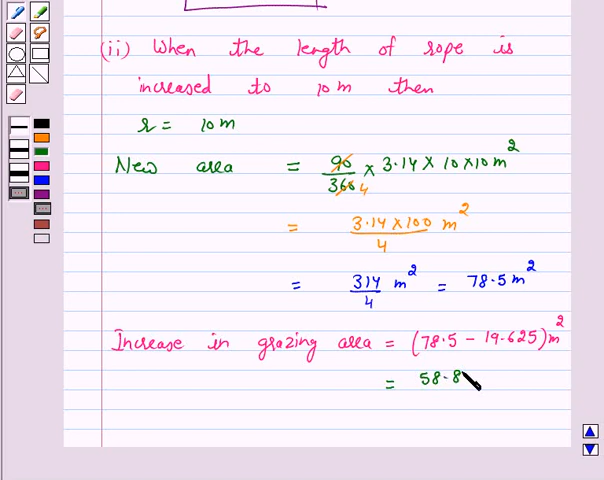 (ii) When the length of rope is
increased to 10 m then
r = 10 m
New area = 90/360 4 × 3.14 × 10 × 10 m²
= 3.14 × 100/4 m²
= 314/4 m² = 78.5 m²
Increase in grazing area = (78.5 − 19.625) m²
= 58.8